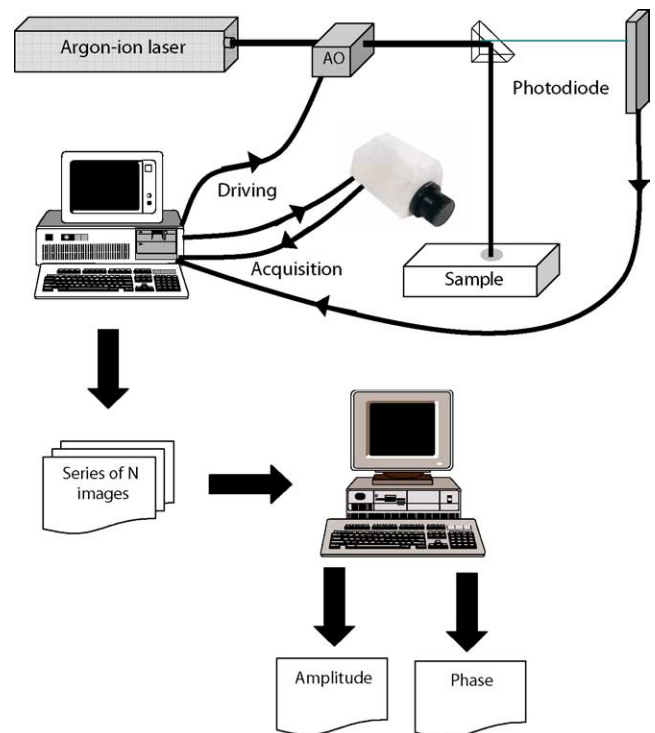 Argon-ion laser
AO
Photodiode
Driving
Acquisition
Sample
Series of N
images
Amplitude
Phase